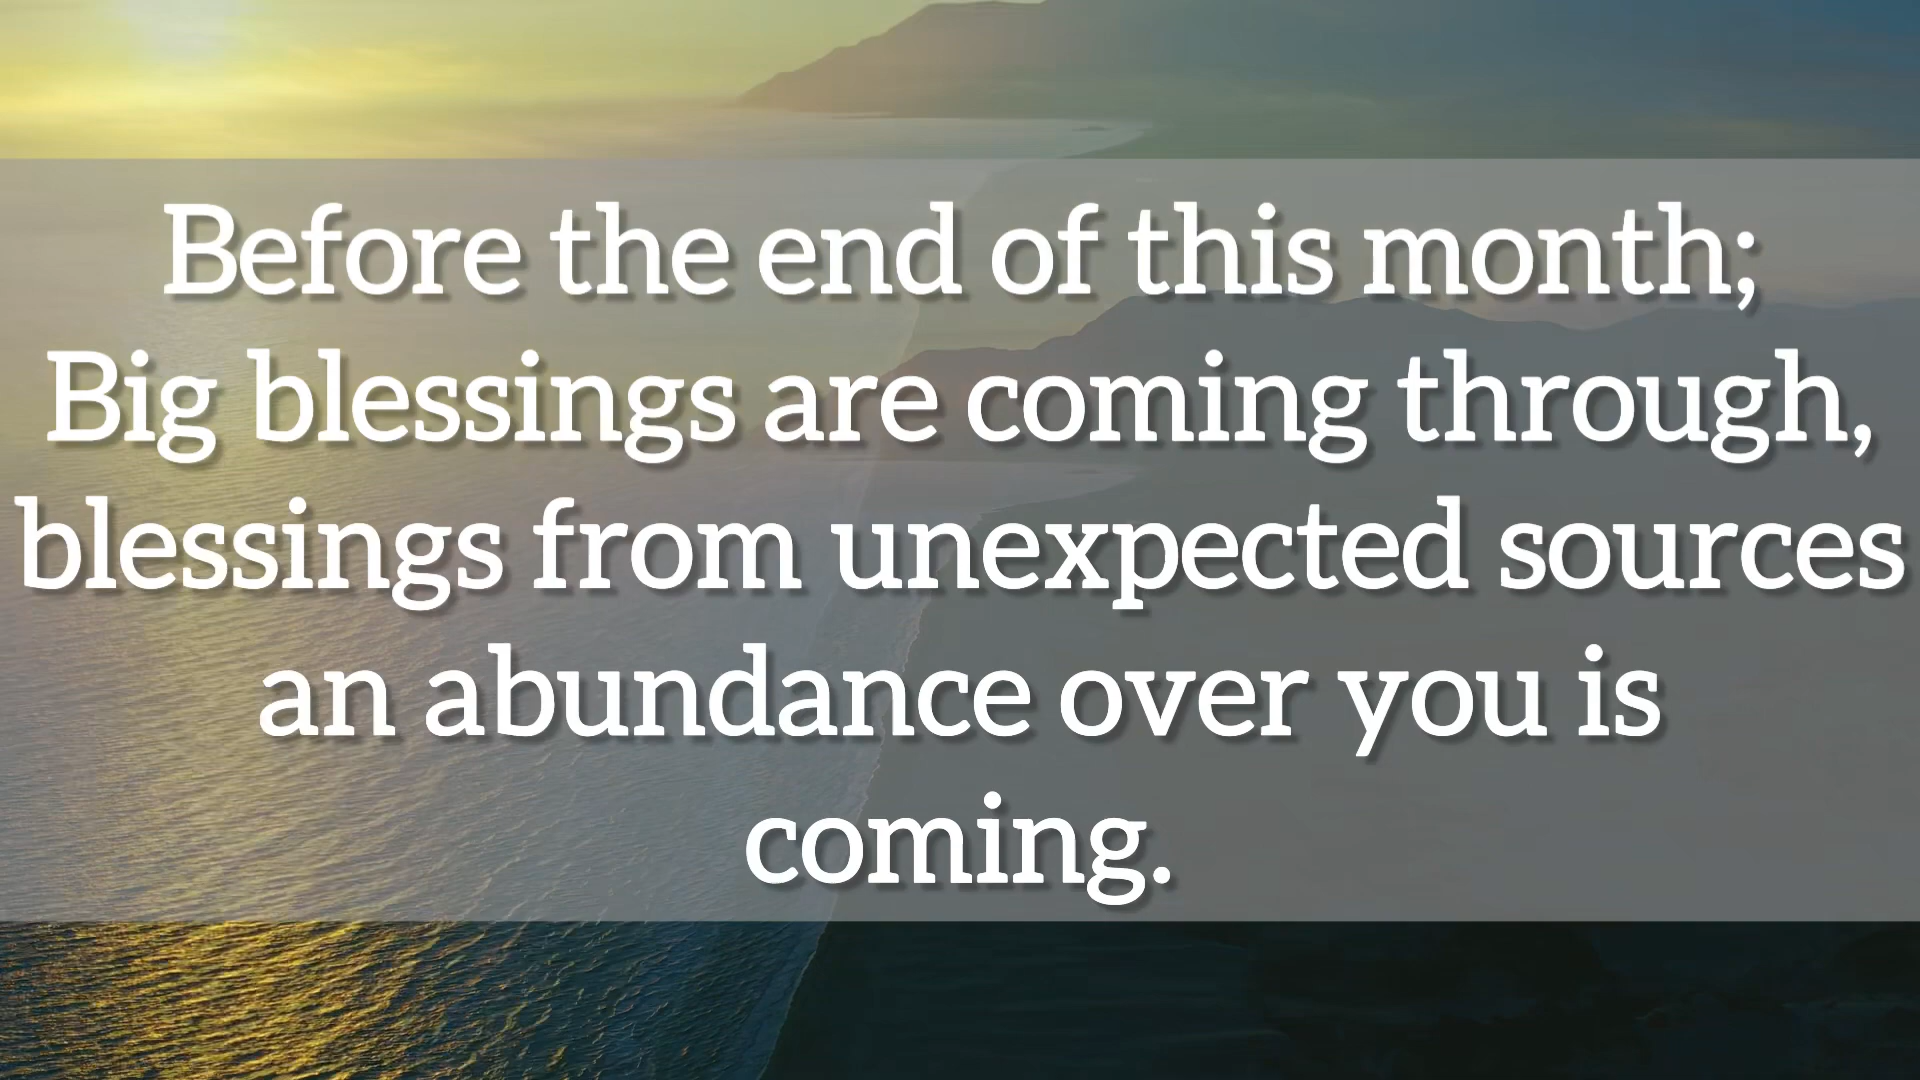 Before the end of this month;
Big blessings are coming through,
blessings from unexpected sources
an abundance over you is
coming.